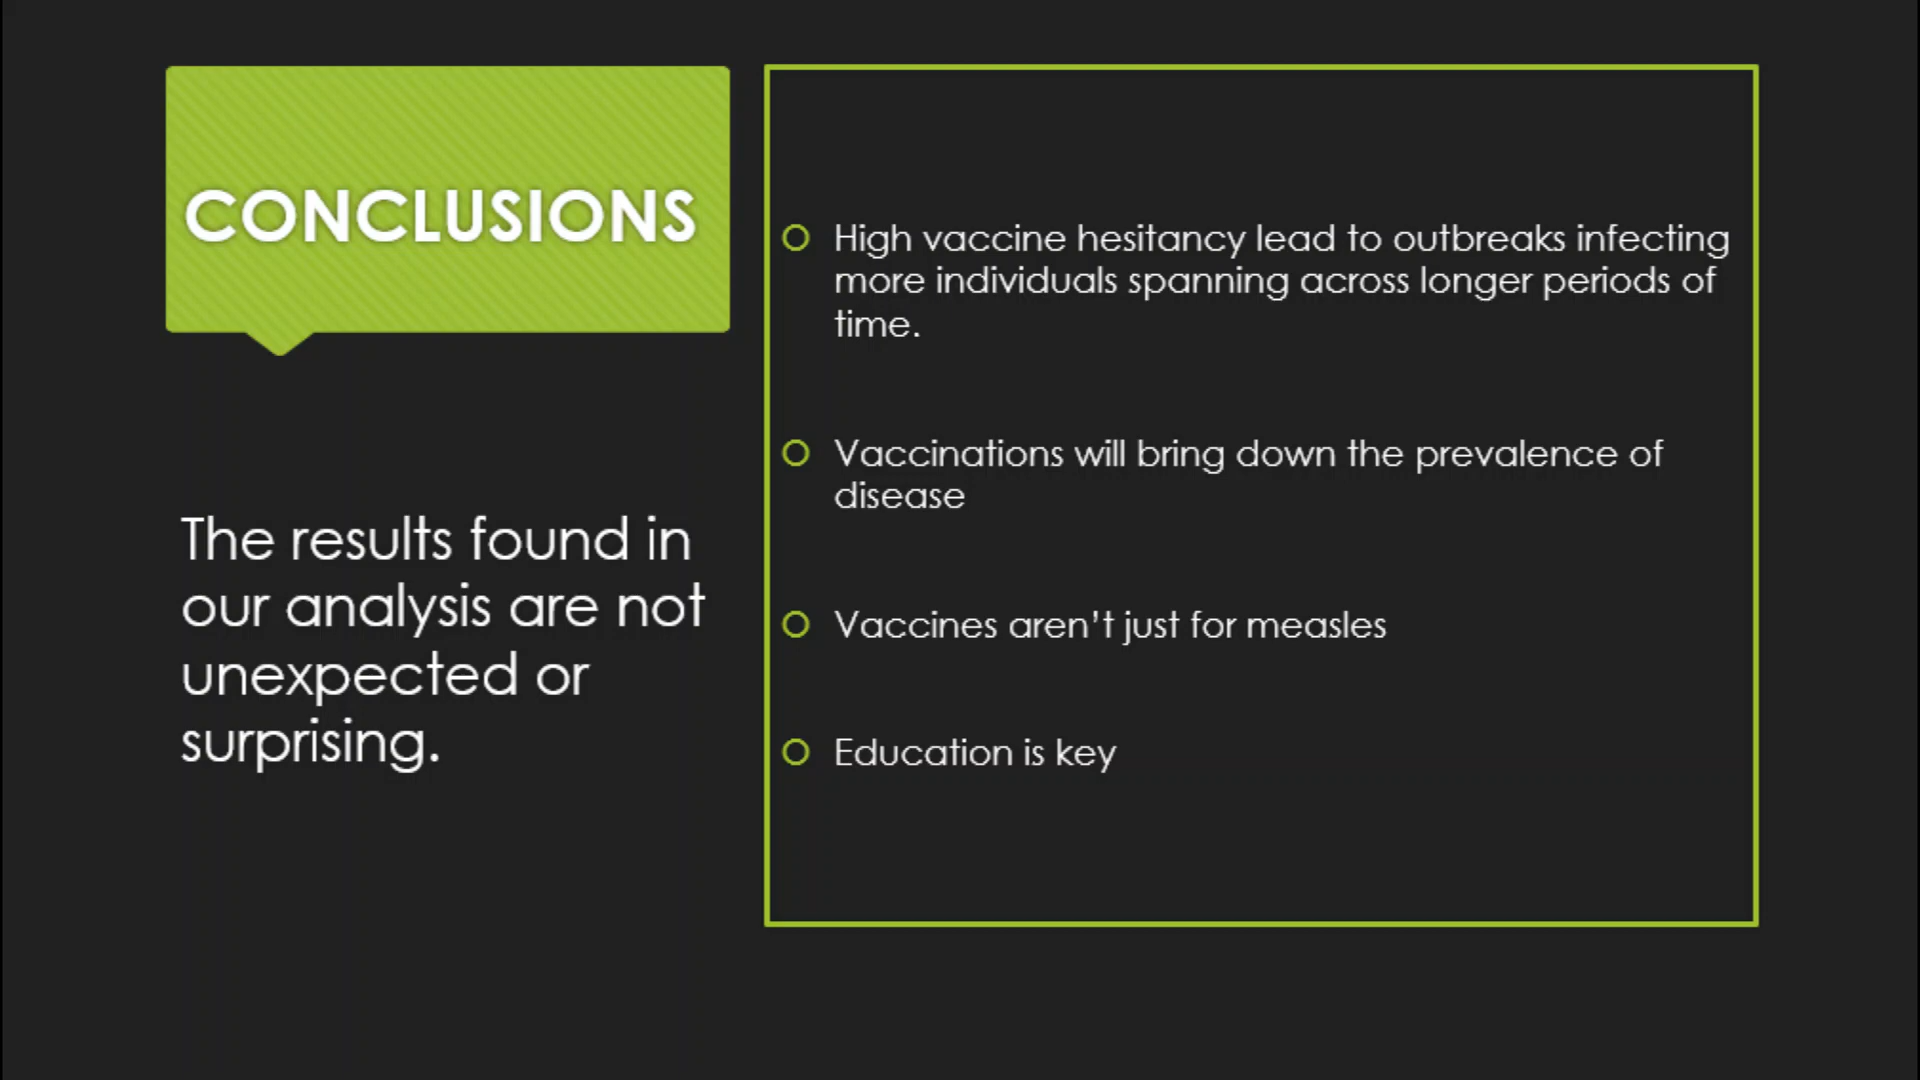 CONCLUSIONS
The results found in
our analysis are not
unexpected or
surprising.
High vaccine hesitancy lead to outbreaks infecting
more individuals spanning across longer periods of
time.
Vaccinations will bring down the prevalence of
disease
Vaccines aren't just for measles
Education is key